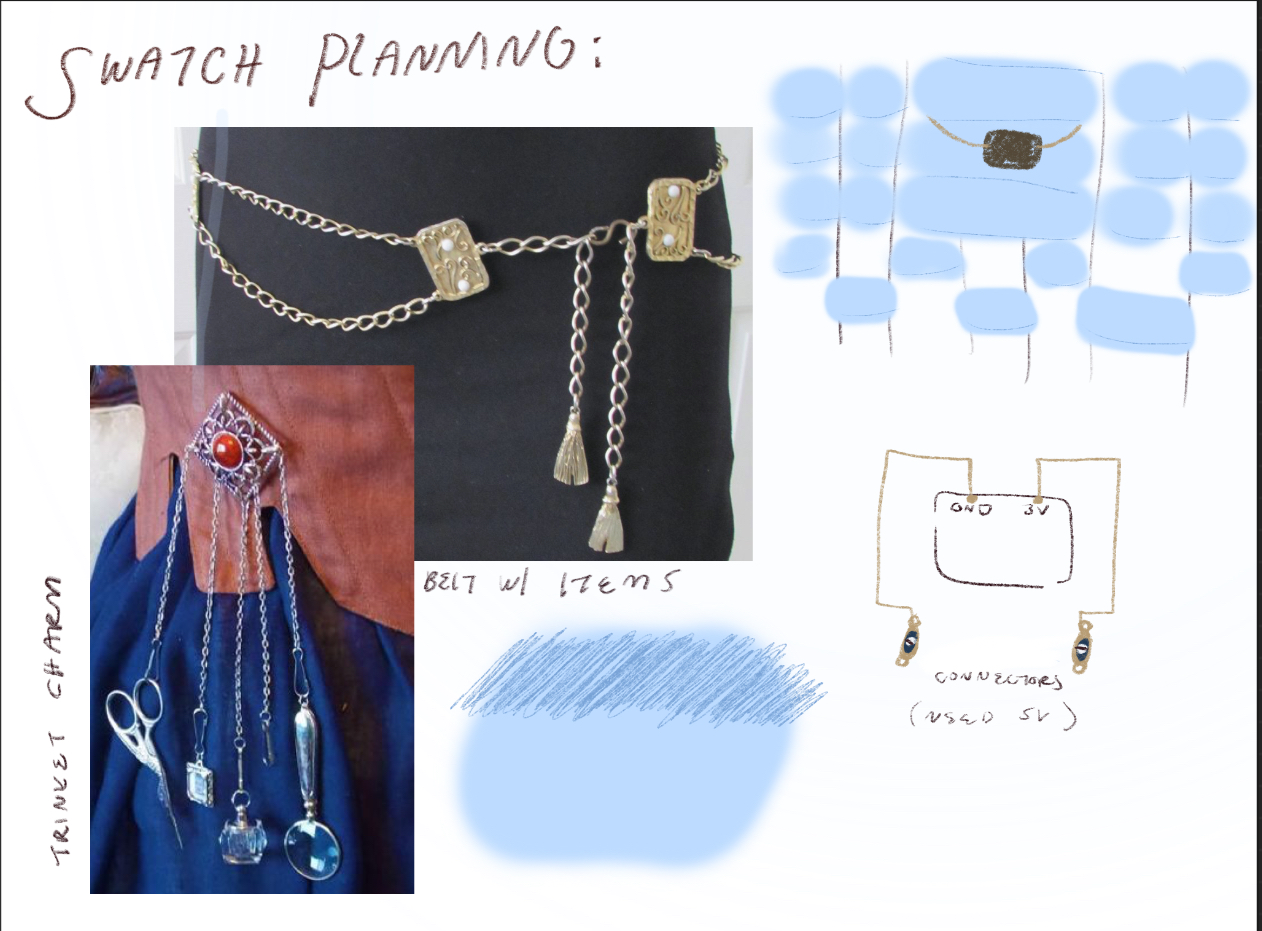 SWATCH PLANNING:
BELT W/ ITEMS
TRINKET CHARM
GND 3V
CONNECTORS
(USED 5V)